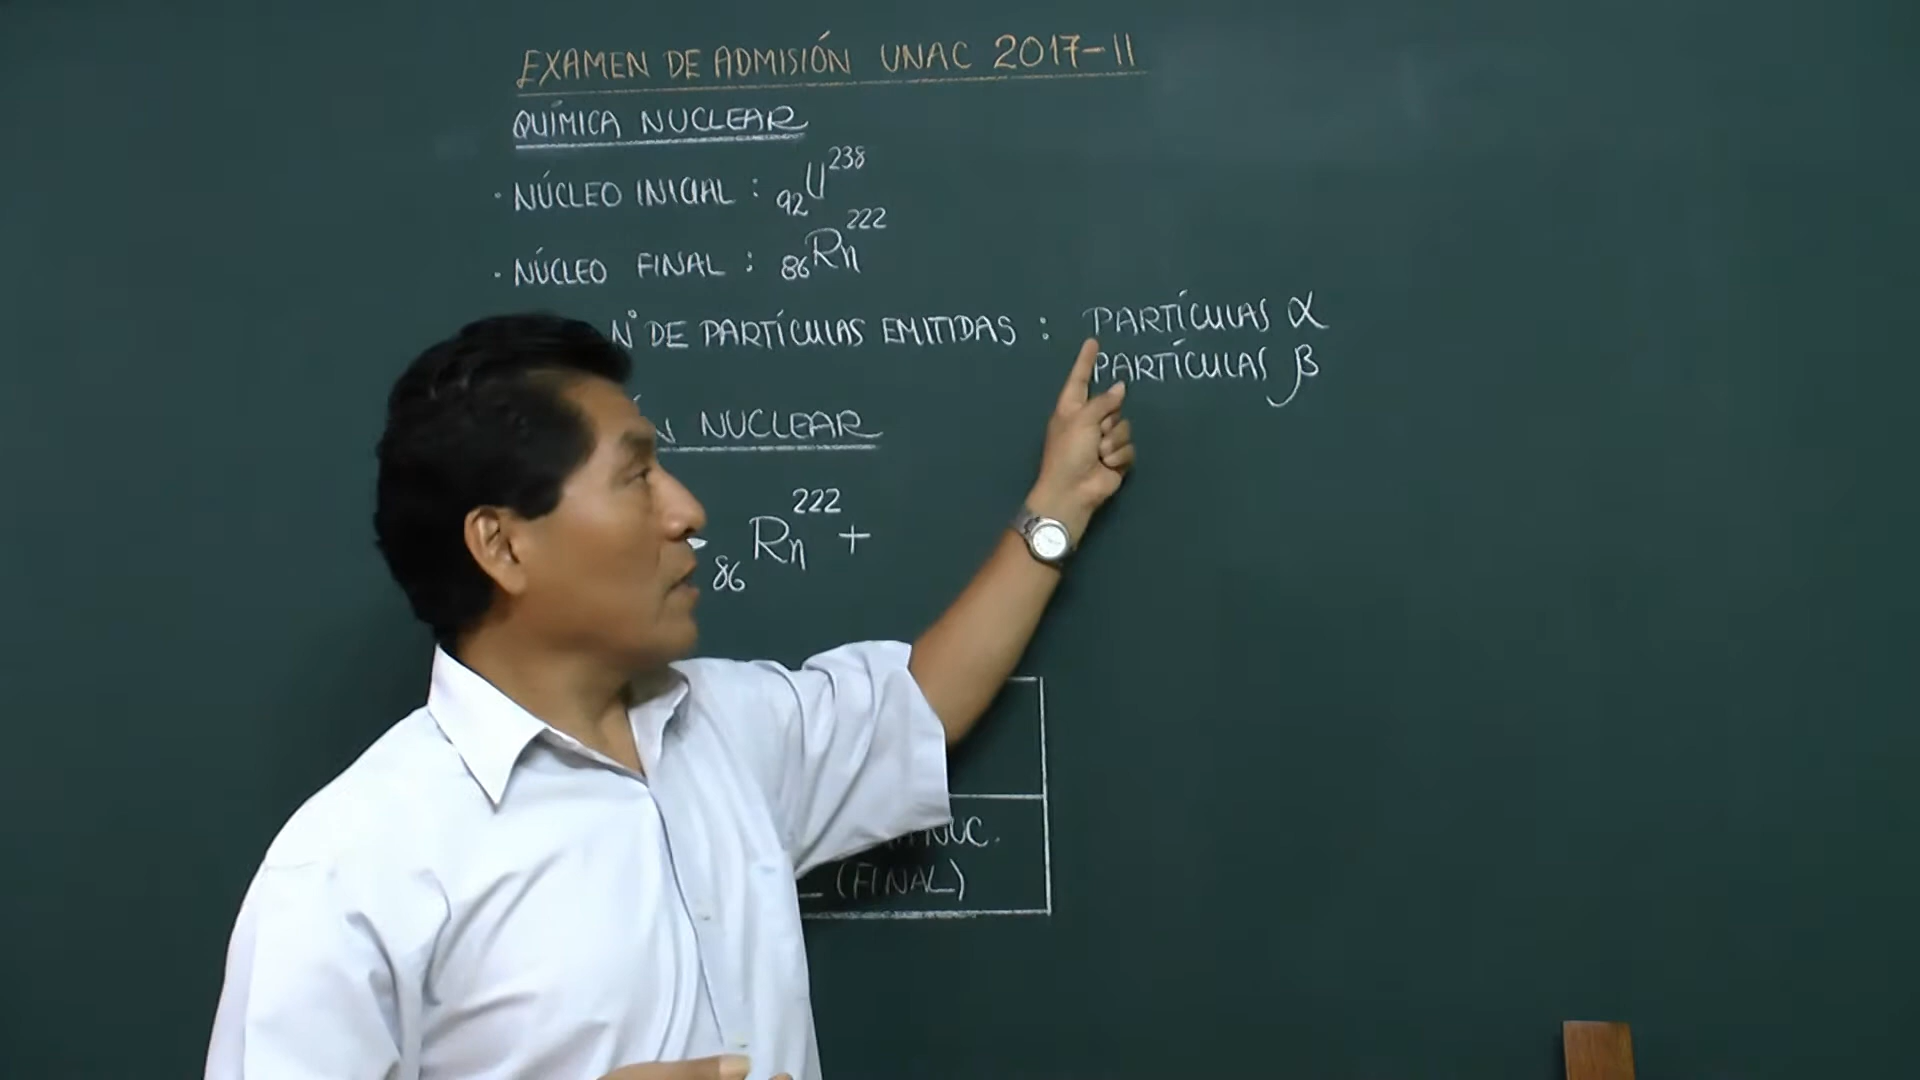 EXAMEN DE ADMISIÓN UNAC 2017-II
QUÍMICA NUCLEAR
· NÚCLEO INICIAL : 92U238
· NÚCLEO FINAL : 86Rn222
N° DE PARTÍCULAS EMITIDAS : PARTÍCULAS α
PARTÍCULAS β
NUCLEAR
86Rn222 +
NUC.
(FINAL)